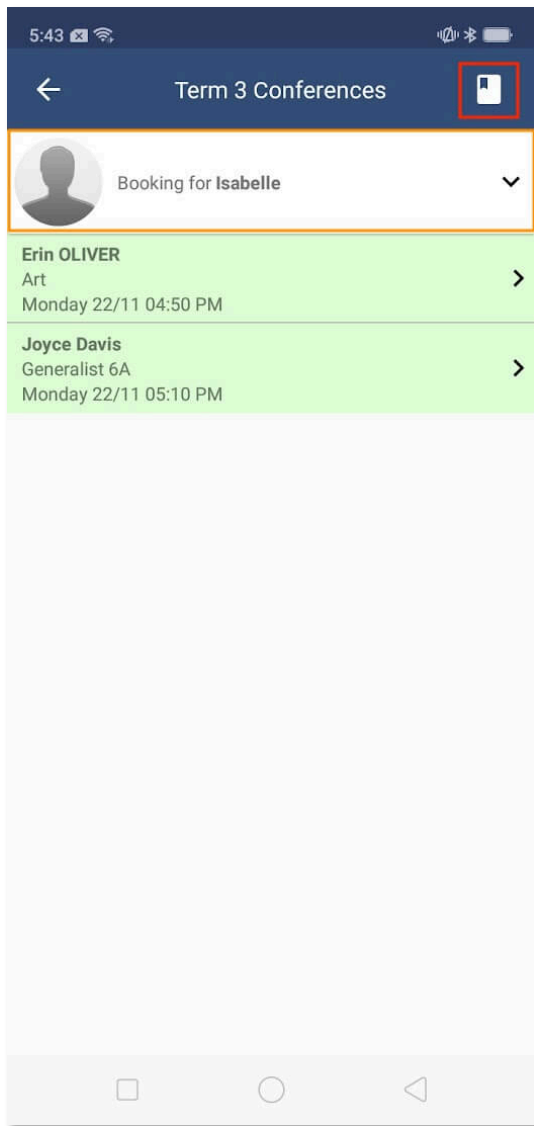 5:43
Term 3 Conferences
Booking for Isabelle
Erin OLIVER
Art
Monday 22/11 04:50 PM
Joyce Davis
Generalist 6A
Monday 22/11 05:10 PM